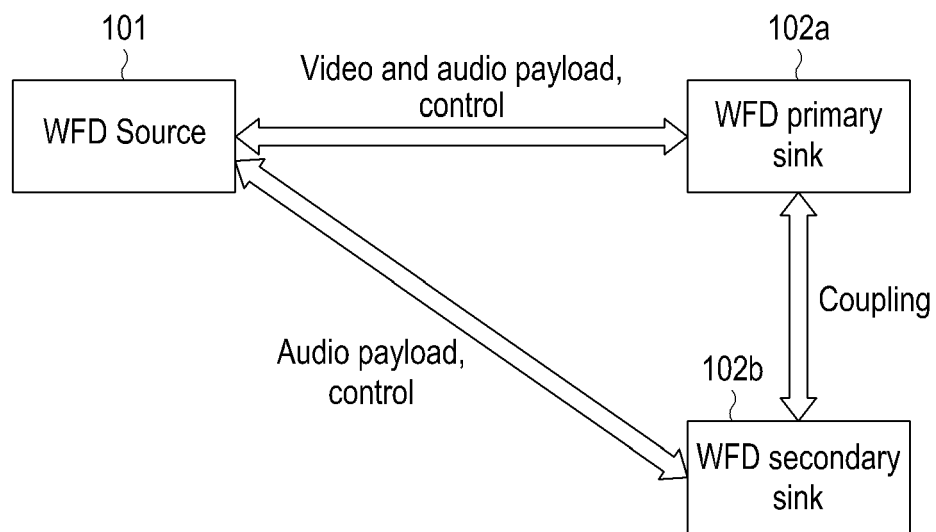 101
102a
WFD Source
Video and audio payload,
control
WFD primary
sink
Coupling
Audio payload,
control
102b
WFD secondary
sink